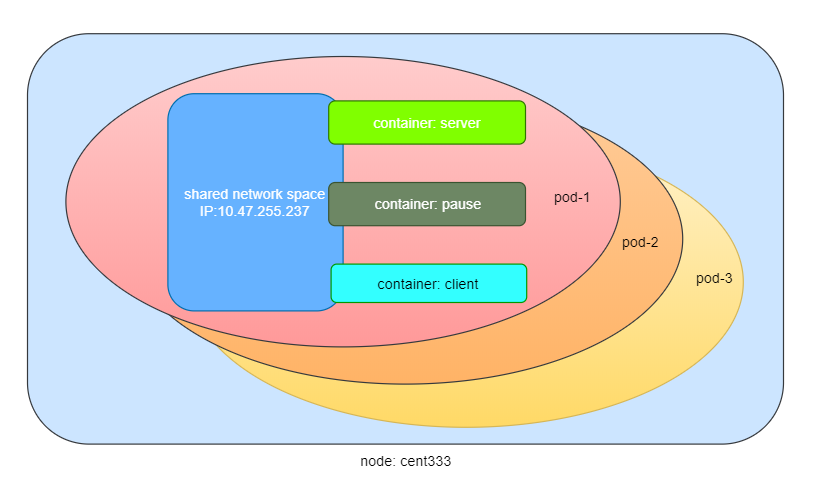 container: server
shared network space
IP:10.47.255.237
container: pause
pod-1
pod-2
pod-3
container: client
node: cent333